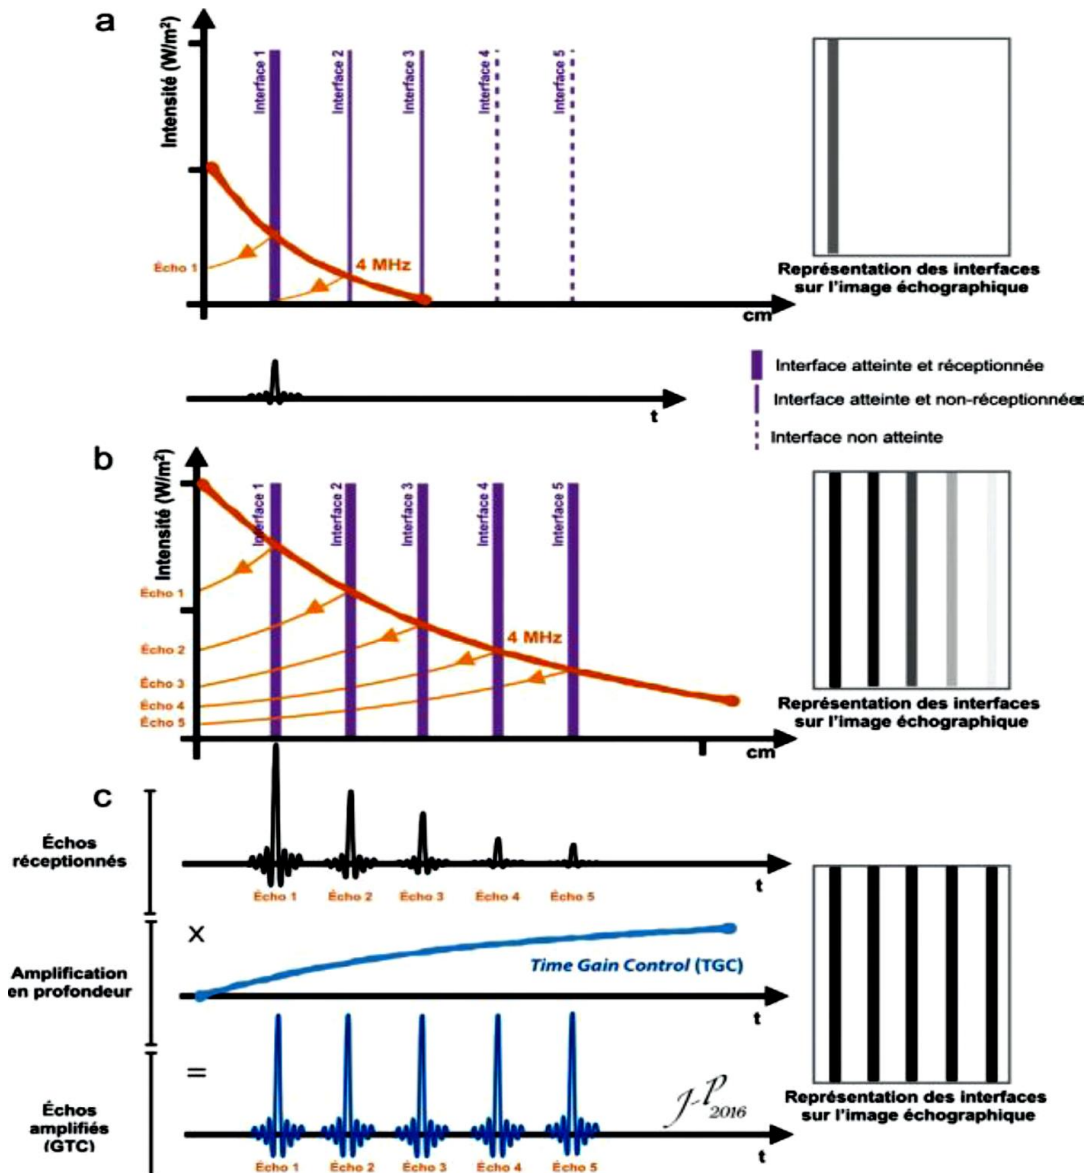 a
Intensité (W/m²)
Interface 1
Interface 2
Interface 3
Interface 4
Interface 5
Écho 1
4 MHz
cm
Représentation des interfaces
sur l'image échographique
t
Interface atteinte et réceptionnée
Interface atteinte et non-réceptionnée
Interface non atteinte
b
Intensité (W/m²)
Interface 1
Interface 2
Interface 3
Interface 4
Interface 5
Écho 1
Écho 2
Écho 3
Écho 4
Écho 5
4 MHz
cm
Représentation des interfaces
sur l'image échographique
c
Échos
réceptionnés
t
Écho 1
Écho 2
Écho 3
Écho 4
Écho 5
x
Amplification
en profondeur
Time Gain Control (TGC)
t
=
Échos
amplifiés
(GTC)
J-P
2016
t
Écho 1
Écho 2
Écho 3
Écho 4
Écho 5
Représentation des interfaces
sur l'image échographique